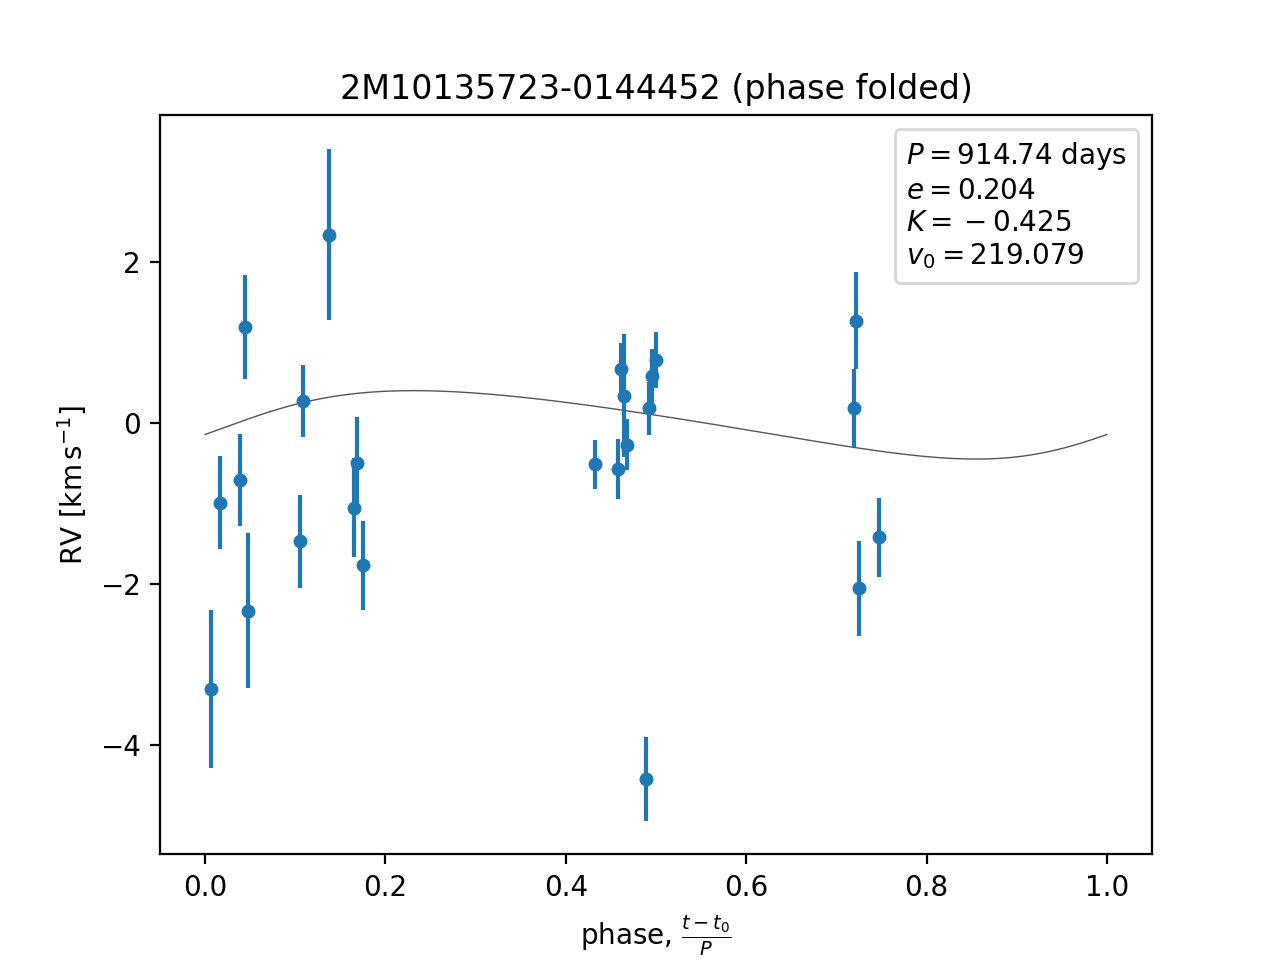 2M10135723-0144452 (phase folded)
P = 914.74 days
e = 0.204
K = −0.425
v₀ = 219.079
RV [km s⁻¹]
2
0
−2
−4
0.0 0.2 0.4 0.6 0.8 1.0
phase, (t − t₀)/P